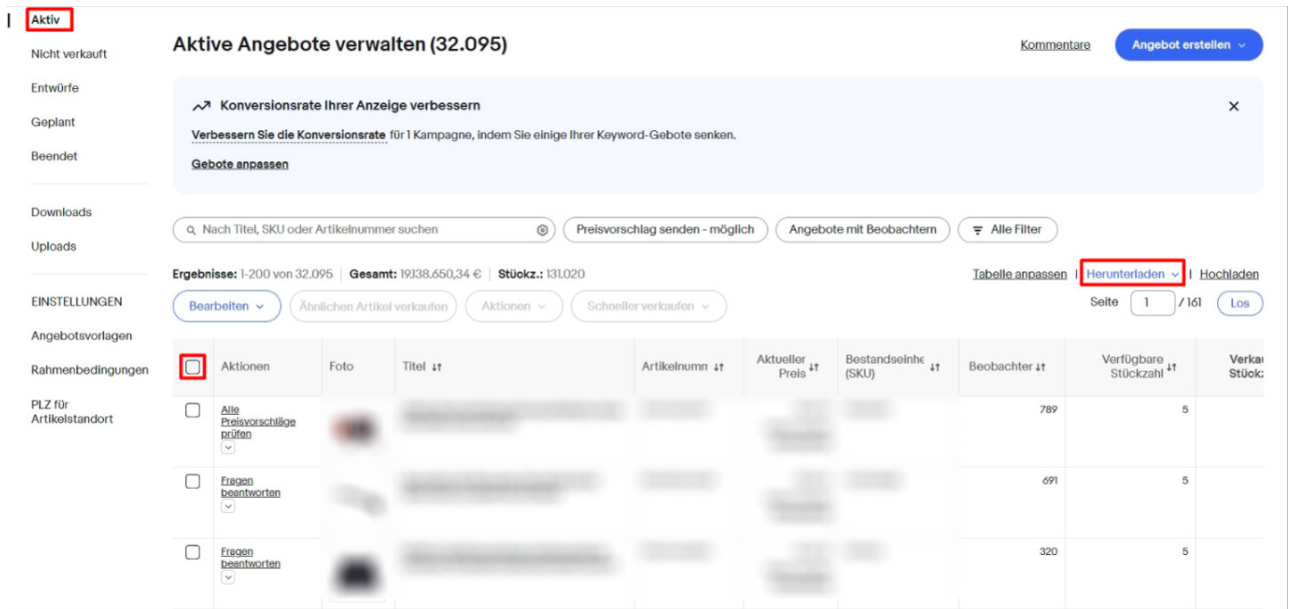 Aktiv
Nicht verkauft
Entwürfe
Geplant
Beendet
Downloads
Uploads
EINSTELLUNGEN
Angebotsvorlagen
Rahmenbedingungen
PLZ für
Artikelstandort
Aktive Angebote verwalten (32.095)
Kommentare
Angebot erstellen
Konversionsrate Ihrer Anzeige verbessern
Verbessern Sie die Konversionsrate für 1 Kampagne, indem Sie einige Ihrer Keyword-Gebote senken.
Gebote anpassen
Nach Titel, SKU oder Artikelnummer suchen
Preisvorschlag senden - möglich
Angebote mit Beobachtern
Alle Filter
Ergebnisse: 1-200 von 32.095 | Gesamt: 19.138.650,34 € | Stückz.: 131.020
Tabelle anpassen | Herunterladen | Hochladen
Bearbeiten
Ähnlichen Artikel verkaufen
Aktionen
Schneller verkaufen
Seite 1 / 161 Los
Aktionen
Foto
Titel
Artikelnumn
Aktueller
Preis
Bestandseinhe
(SKU)
Beobachter
Verfügbare
Stückzahl
Verkau
Stückz
Alle
Preisvorschläge
prüfen
789
5
Fragen
beantworten
691
5
Fragen
beantworten
320
5